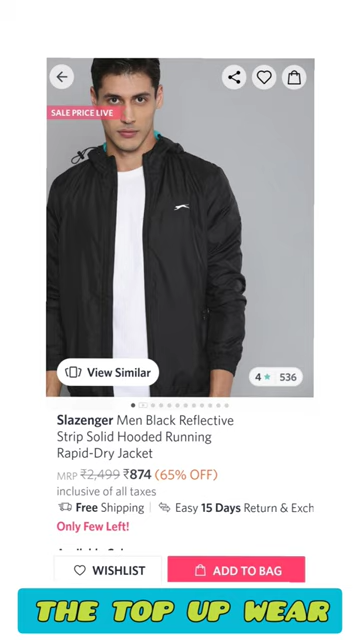 SALE PRICE LIVE
View Similar
4★ 536
Slazenger Men Black Reflective
Strip Solid Hooded Running
Rapid-Dry Jacket
MRP ₹2,499 ₹874 (65% OFF)
inclusive of all taxes
Free Shipping Easy 15 Days Return & Exch
Only Few Left!
WISHLIST ADD TO BAG
THE TOP UP WEAR